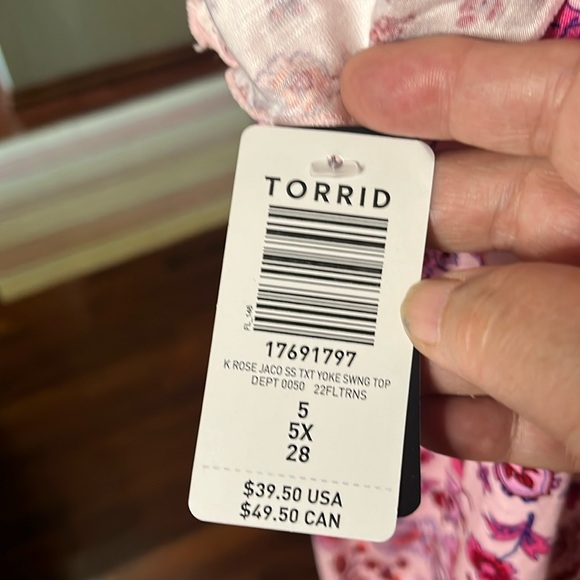 TORRID
FL_146
17691797
K ROSE JACO SS TXT YOKE SWNG TOP
DEPT 0050 22FLTRNS
5
5X
28
$39.50 USA
$49.50 CAN